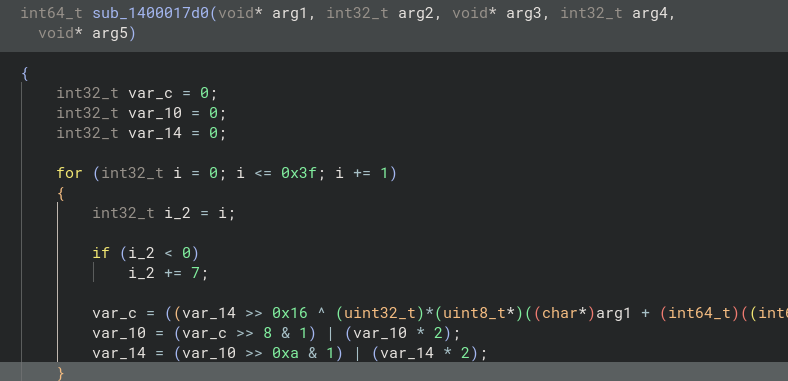 int64_t sub_1400017d0(void* arg1, int32_t arg2, void* arg3, int32_t arg4,
void* arg5)
{
int32_t var_c = 0;
int32_t var_10 = 0;
int32_t var_14 = 0;
for (int32_t i = 0; i <= 0x3f; i += 1)
{
int32_t i_2 = i;
if (i_2 < 0)
i_2 += 7;
var_c = ((var_14 >> 0x16 ^ (uint32_t)*(uint8_t*)((char*)arg1 + (int64_t)((int
var_10 = (var_c >> 8 & 1) | (var_10 * 2);
var_14 = (var_10 >> 0xa & 1) | (var_14 * 2);
}